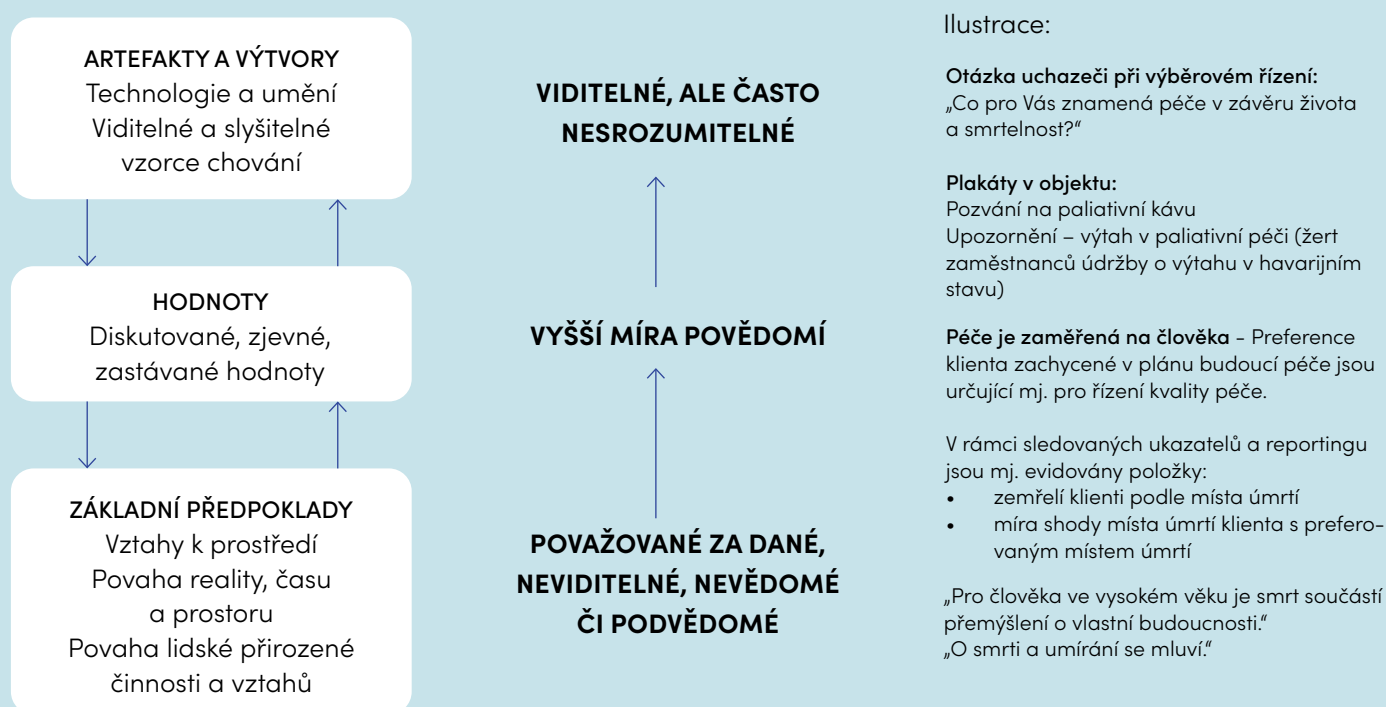 ARTEFAKTY A VÝTVORY
Technologie a umění
Viditelné a slyšitelné
vzorce chování
HODNOTY
Diskutované, zjevné,
zastávané hodnoty
ZÁKLADNÍ PŘEDPOKLADY
Vztahy k prostředí
Povaha reality, času
a prostoru
Povaha lidské přirozené
činnosti a vztahů
VIDITELNÉ, ALE ČASTO
NESROZUMITELNÉ
VYŠŠÍ MÍRA POVĚDOMÍ
POVAŽOVANÉ ZA DANÉ,
NEVIDITELNÉ, NEVĚDOMÉ
ČI PODVĚDOMÉ
Ilustrace:
Otázka uchazeči při výběrovém řízení:
„Co pro Vás znamená péče v závěru života
a smrtelnost?“
Plakáty v objektu:
Pozvání na paliativní kávu
Upozornění – výtah v paliativní péči (žert
zaměstnanců údržby o výtahu v havarijním
stavu)
Péče je zaměřená na člověka - Preference
klienta zachycené v plánu budoucí péče jsou
určující mj. pro řízení kvality péče.
V rámci sledovaných ukazatelů a reportingu
jsou mj. evidovány položky:
• zemřelí klienti podle místa úmrtí
• míra shody místa úmrtí klienta s prefero-
vaným místem úmrtí
„Pro člověka ve vysokém věku je smrt součástí
přemýšlení o vlastní budoucnosti.“
„O smrti a umírání se mluví.“